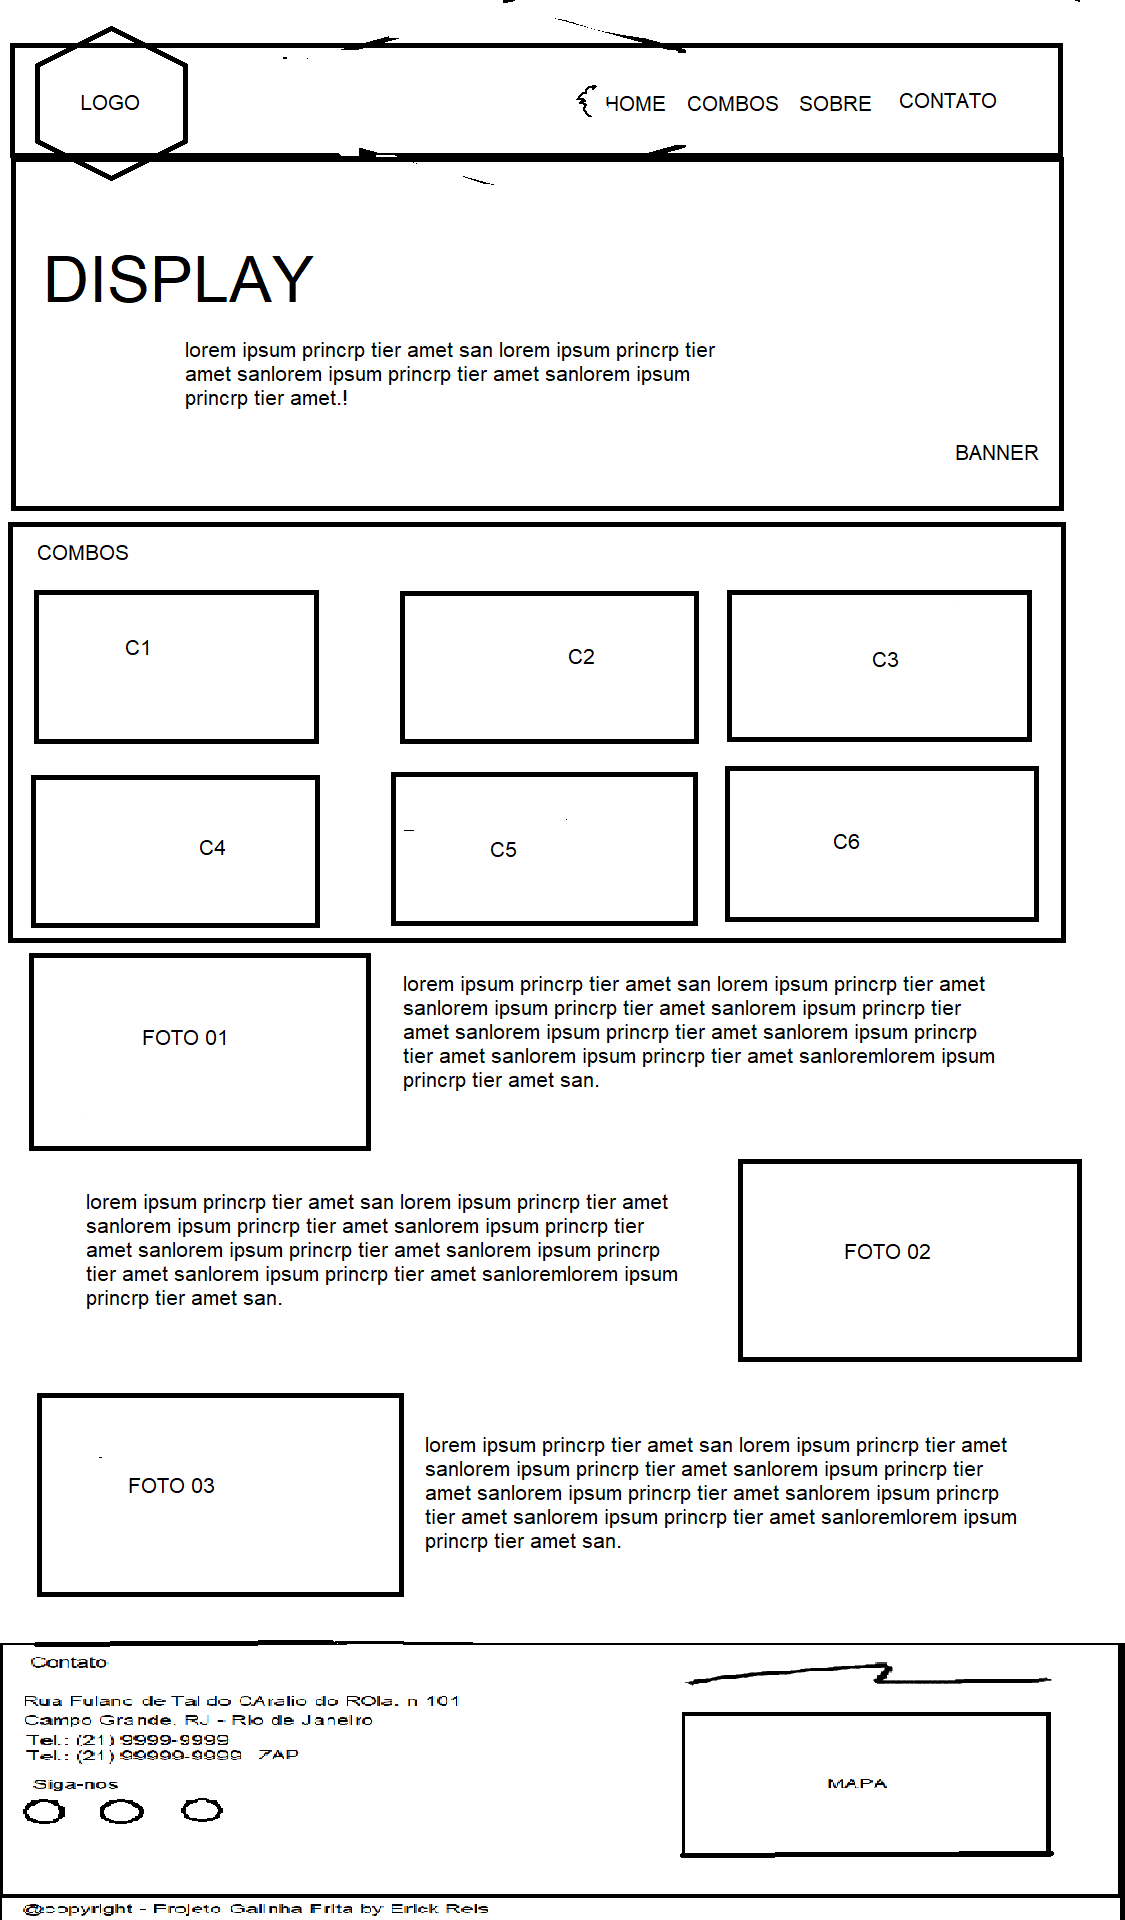 LOGO
HOME COMBOS SOBRE CONTATO
DISPLAY
lorem ipsum princrp tier amet san lorem ipsum princrp tier
amet sanlorem ipsum princrp tier amet sanlorem ipsum
princrp tier amet.!
BANNER
COMBOS
C1
C2
C3
C4
C5
C6
FOTO 01
lorem ipsum princrp tier amet san lorem ipsum princrp tier amet
sanlorem ipsum princrp tier amet sanlorem ipsum princrp tier
amet sanlorem ipsum princrp tier amet sanlorem ipsum princrp
tier amet sanlorem ipsum princrp tier amet sanloremlorem ipsum
princrp tier amet san.
lorem ipsum princrp tier amet san lorem ipsum princrp tier amet
sanlorem ipsum princrp tier amet sanlorem ipsum princrp tier
amet sanlorem ipsum princrp tier amet sanlorem ipsum princrp
tier amet sanlorem ipsum princrp tier amet sanloremlorem ipsum
princrp tier amet san.
FOTO 02
FOTO 03
lorem ipsum princrp tier amet san lorem ipsum princrp tier amet
sanlorem ipsum princrp tier amet sanlorem ipsum princrp tier
amet sanlorem ipsum princrp tier amet sanlorem ipsum princrp
tier amet sanlorem ipsum princrp tier amet sanloremlorem ipsum
princrp tier amet san.
Contato
Rua Fulano de Tal do CAralio do ROla. n 101
Campo Grande. RJ - Rio de Janeiro
Tel.: (21) 9999-9999
Tel.: (21) 99999-9999 ZAP
Siga-nos
MAPA
@copyright - Projeto Galinha Frita by Erick Reis